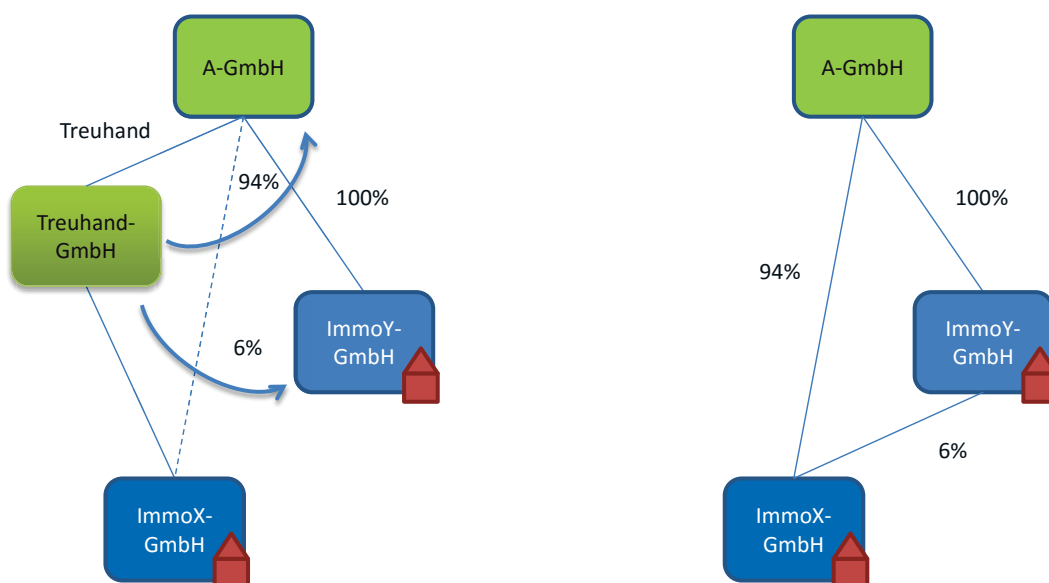 A-GmbH
Treuhand
94%
100%
Treuhand-
GmbH
ImmoY-
GmbH
6%
ImmoX-
GmbH
A-GmbH
100%
94%
ImmoY-
GmbH
6%
ImmoX-
GmbH